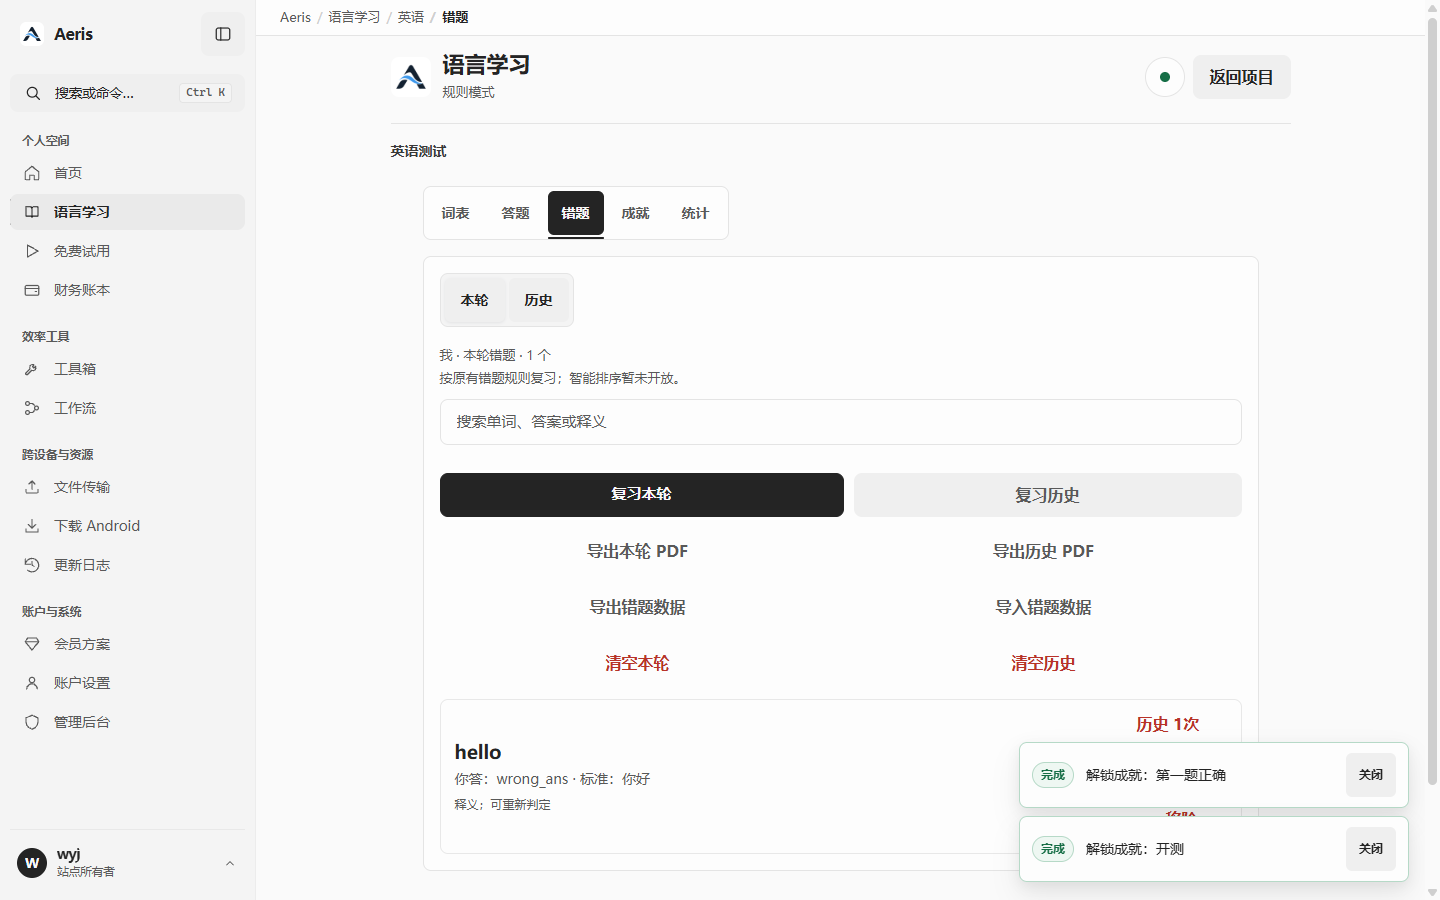 Aeris
搜索或命令...
Ctrl K
个人空间
首页
语言学习
免费试用
财务账本
效率工具
工具箱
工作流
跨设备与资源
文件传输
下载 Android
更新日志
账户与系统
会员方案
账户设置
管理后台
W
wyj
站点所有者
Aeris / 语言学习 / 英语 / 错题
语言学习
规则模式
返回项目
英语测试
词表
答题
错题
成就
统计
本轮
历史
我 · 本轮错题 · 1 个
按原有错题规则复习；智能排序暂未开放。
搜索单词、答案或释义
复习本轮
复习历史
导出本轮 PDF
导出历史 PDF
导出错题数据
导入错题数据
清空本轮
清空历史
历史 1次
hello
你答：wrong_ans · 标准：你好
释义；可重新判定
完成
解锁成就：第一题正确
关闭
完成
解锁成就：开测
关闭